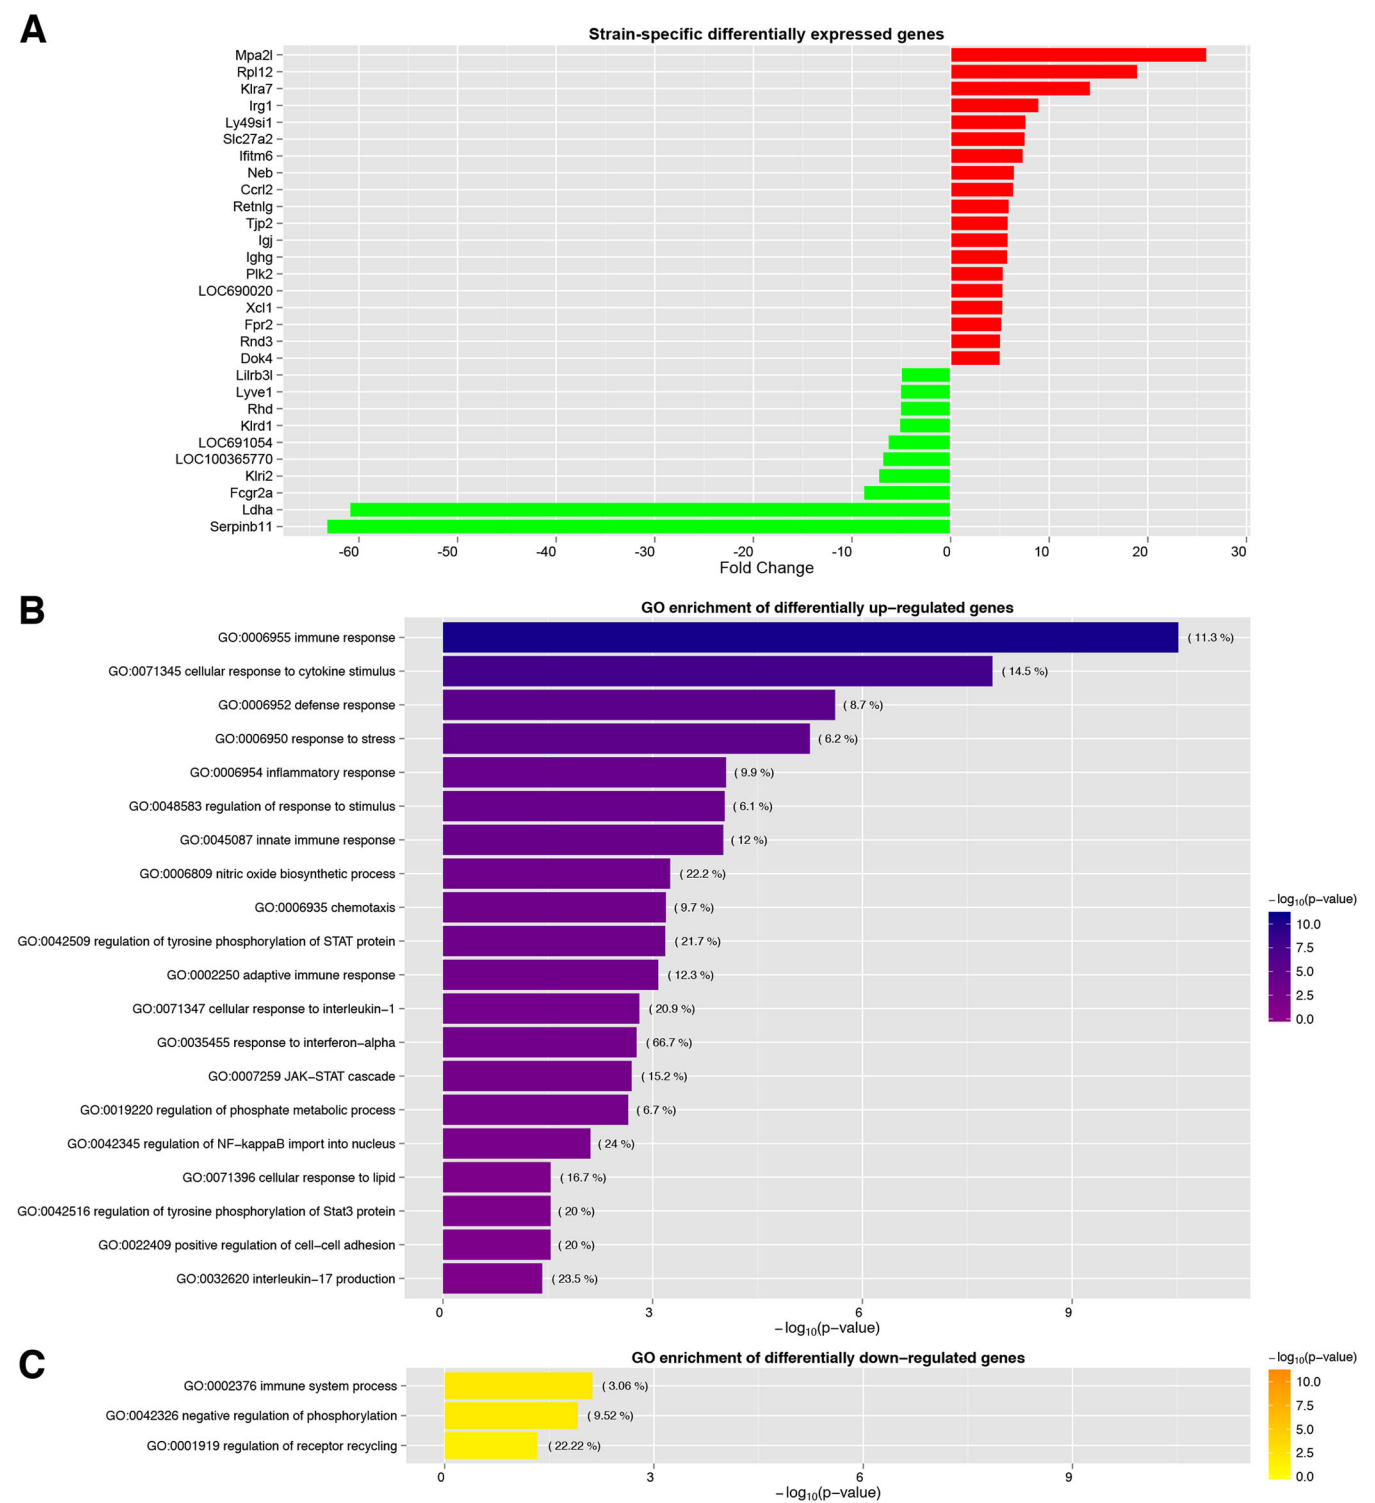 A
Strain-specific differentially expressed genes
Mpa2l
Rpl12
Klra7
Irg1
Ly49si1
Slc27a2
Ifitm6
Neb
Ccrl2
Retnlg
Tjp2
Igj
Ighg
Plk2
LOC690020
Xcl1
Fpr2
Rnd3
Dok4
Lilrb3l
Lyve1
Rhd
Klrd1
LOC691054
LOC100365770
Klri2
Fcgr2a
Ldha
Serpinb11
-60 -50 -40 -30 -20 -10 0 10 20 30
Fold Change
B
GO enrichment of differentially up−regulated genes
GO:0006955 immune response ( 11.3 %)
GO:0071345 cellular response to cytokine stimulus ( 14.5 %)
GO:0006952 defense response ( 8.7 %)
GO:0006950 response to stress ( 6.2 %)
GO:0006954 inflammatory response ( 9.9 %)
GO:0048583 regulation of response to stimulus ( 6.1 %)
GO:0045087 innate immune response ( 12 %)
GO:0006809 nitric oxide biosynthetic process ( 22.2 %)
GO:0006935 chemotaxis ( 9.7 %)
GO:0042509 regulation of tyrosine phosphorylation of STAT protein ( 21.7 %)
GO:0002250 adaptive immune response ( 12.3 %)
GO:0071347 cellular response to interleukin−1 ( 20.9 %)
GO:0035455 response to interferon−alpha ( 66.7 %)
GO:0007259 JAK−STAT cascade ( 15.2 %)
GO:0019220 regulation of phosphate metabolic process ( 6.7 %)
GO:0042345 regulation of NF−kappaB import into nucleus ( 24 %)
GO:0071396 cellular response to lipid ( 16.7 %)
GO:0042516 regulation of tyrosine phosphorylation of Stat3 protein ( 20 %)
GO:0022409 positive regulation of cell−cell adhesion ( 20 %)
GO:0032620 interleukin−17 production ( 23.5 %)
0 3 6 9
−log10(p−value)
−log10(p−value)
10.0
7.5
5.0
2.5
0.0
C
GO enrichment of differentially down−regulated genes
GO:0002376 immune system process ( 3.06 %)
GO:0042326 negative regulation of phosphorylation ( 9.52 %)
GO:0001919 regulation of receptor recycling ( 22.22 %)
0 3 6 9
−log10(p−value)
−log10(p−value)
10.0
7.5
5.0
2.5
0.0